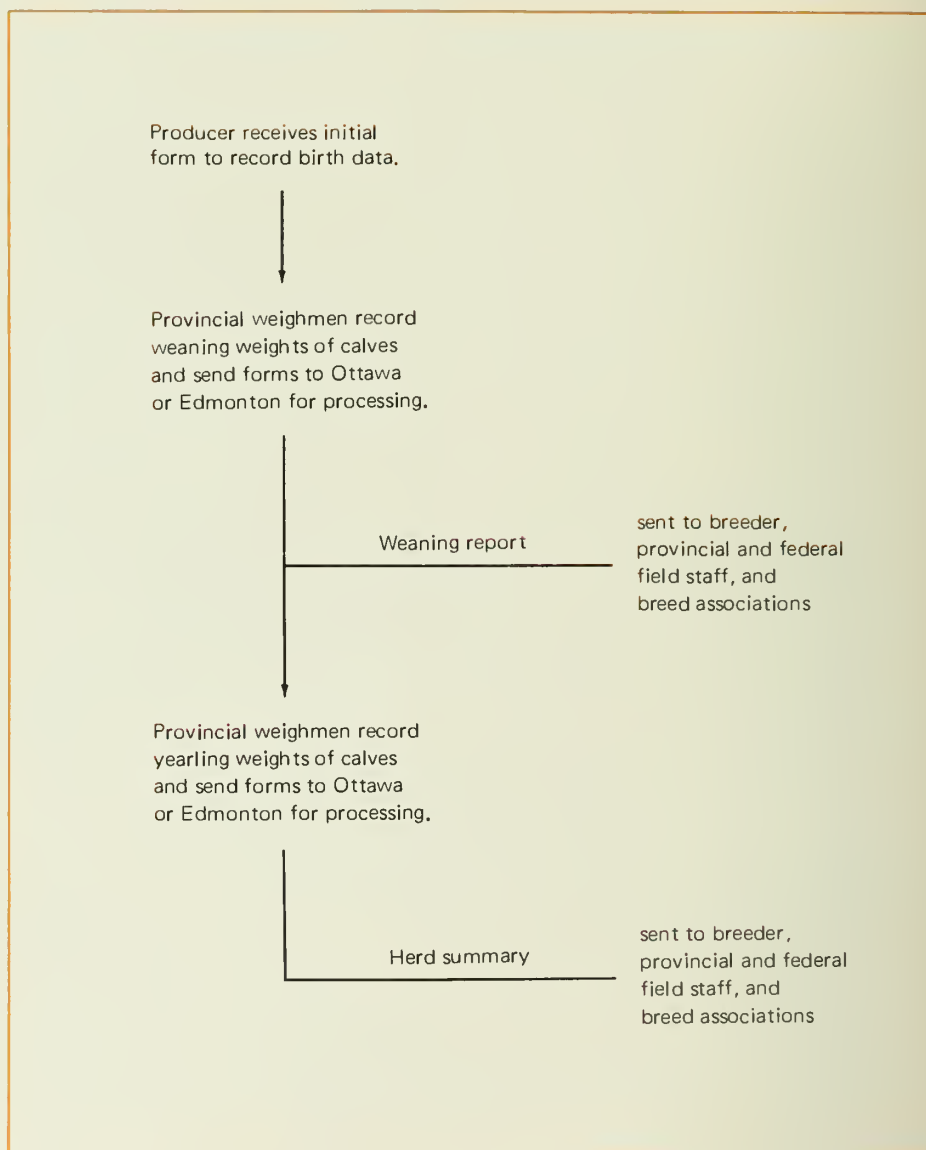 Producer receives initial
form to record birth data.
Provincial weighmen record
weaning weights of calves
and send forms to Ottawa
or Edmonton for processing.
Weaning report
sent to breeder,
provincial and federal
field staff, and
breed associations
Provincial weighmen record
yearling weights of calves
and send forms to Ottawa
or Edmonton for processing.
Herd summary
sent to breeder,
provincial and federal
field staff, and
breed associations